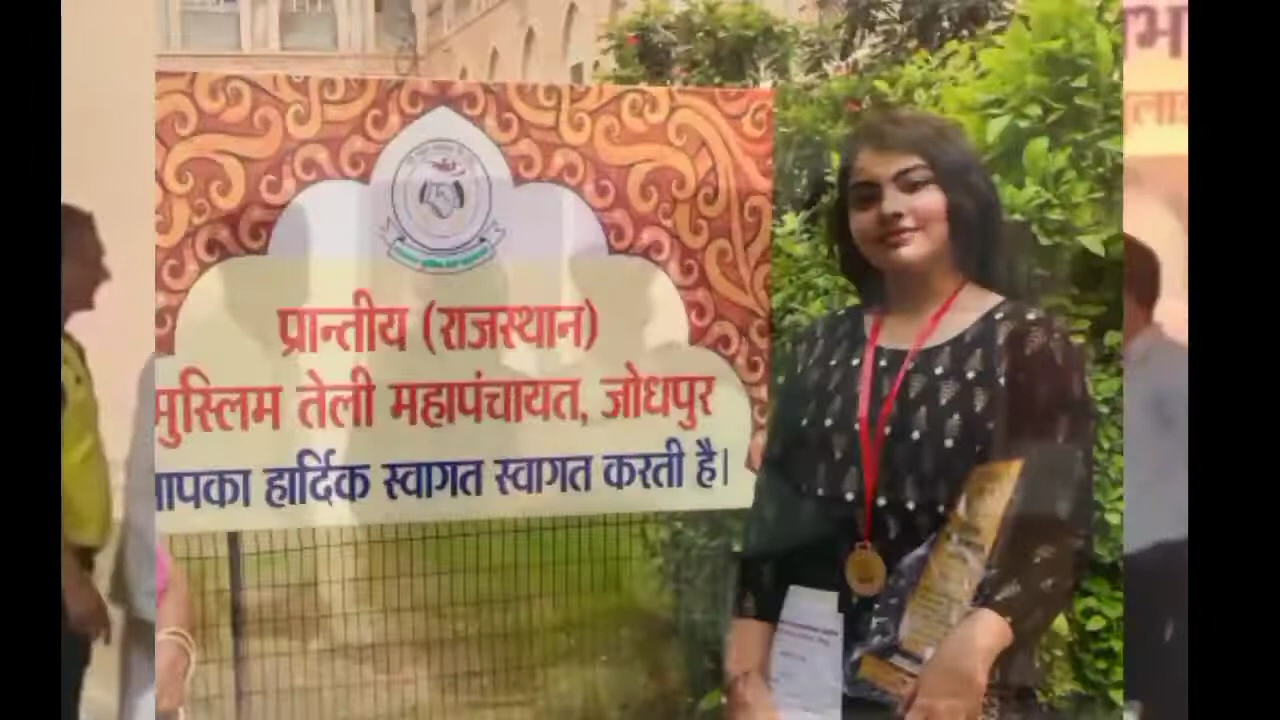 प्रान्तीय (राजस्थान)
मुस्लिम तेली महापंचायत, जोधपुर
आपका हार्दिक स्वागत स्वागत करती है।